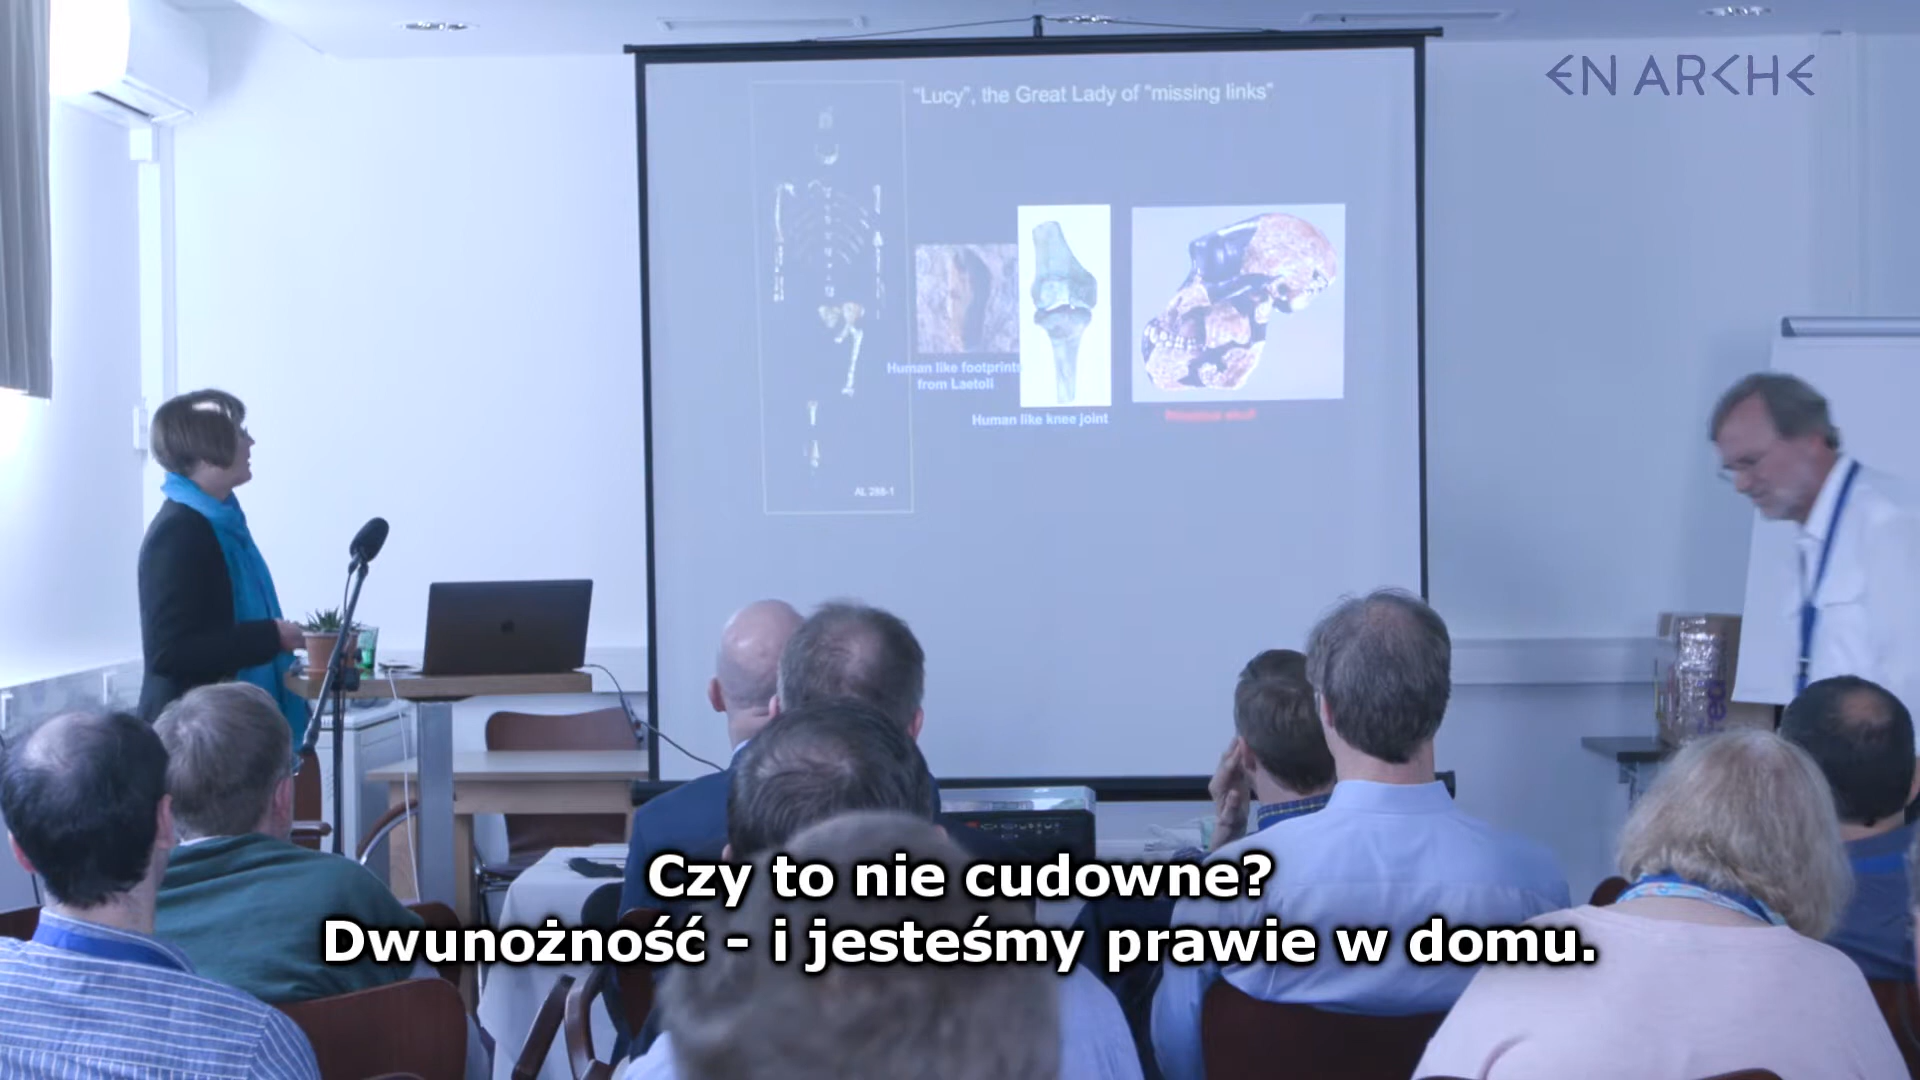 EN ARCHE
"Lucy", the Great Lady of "missing links"
Human like footprints
from Laetoli
Human like knee joint
AL 288-1
Czy to nie cudowne?
Dwunożność - i jesteśmy prawie w domu.